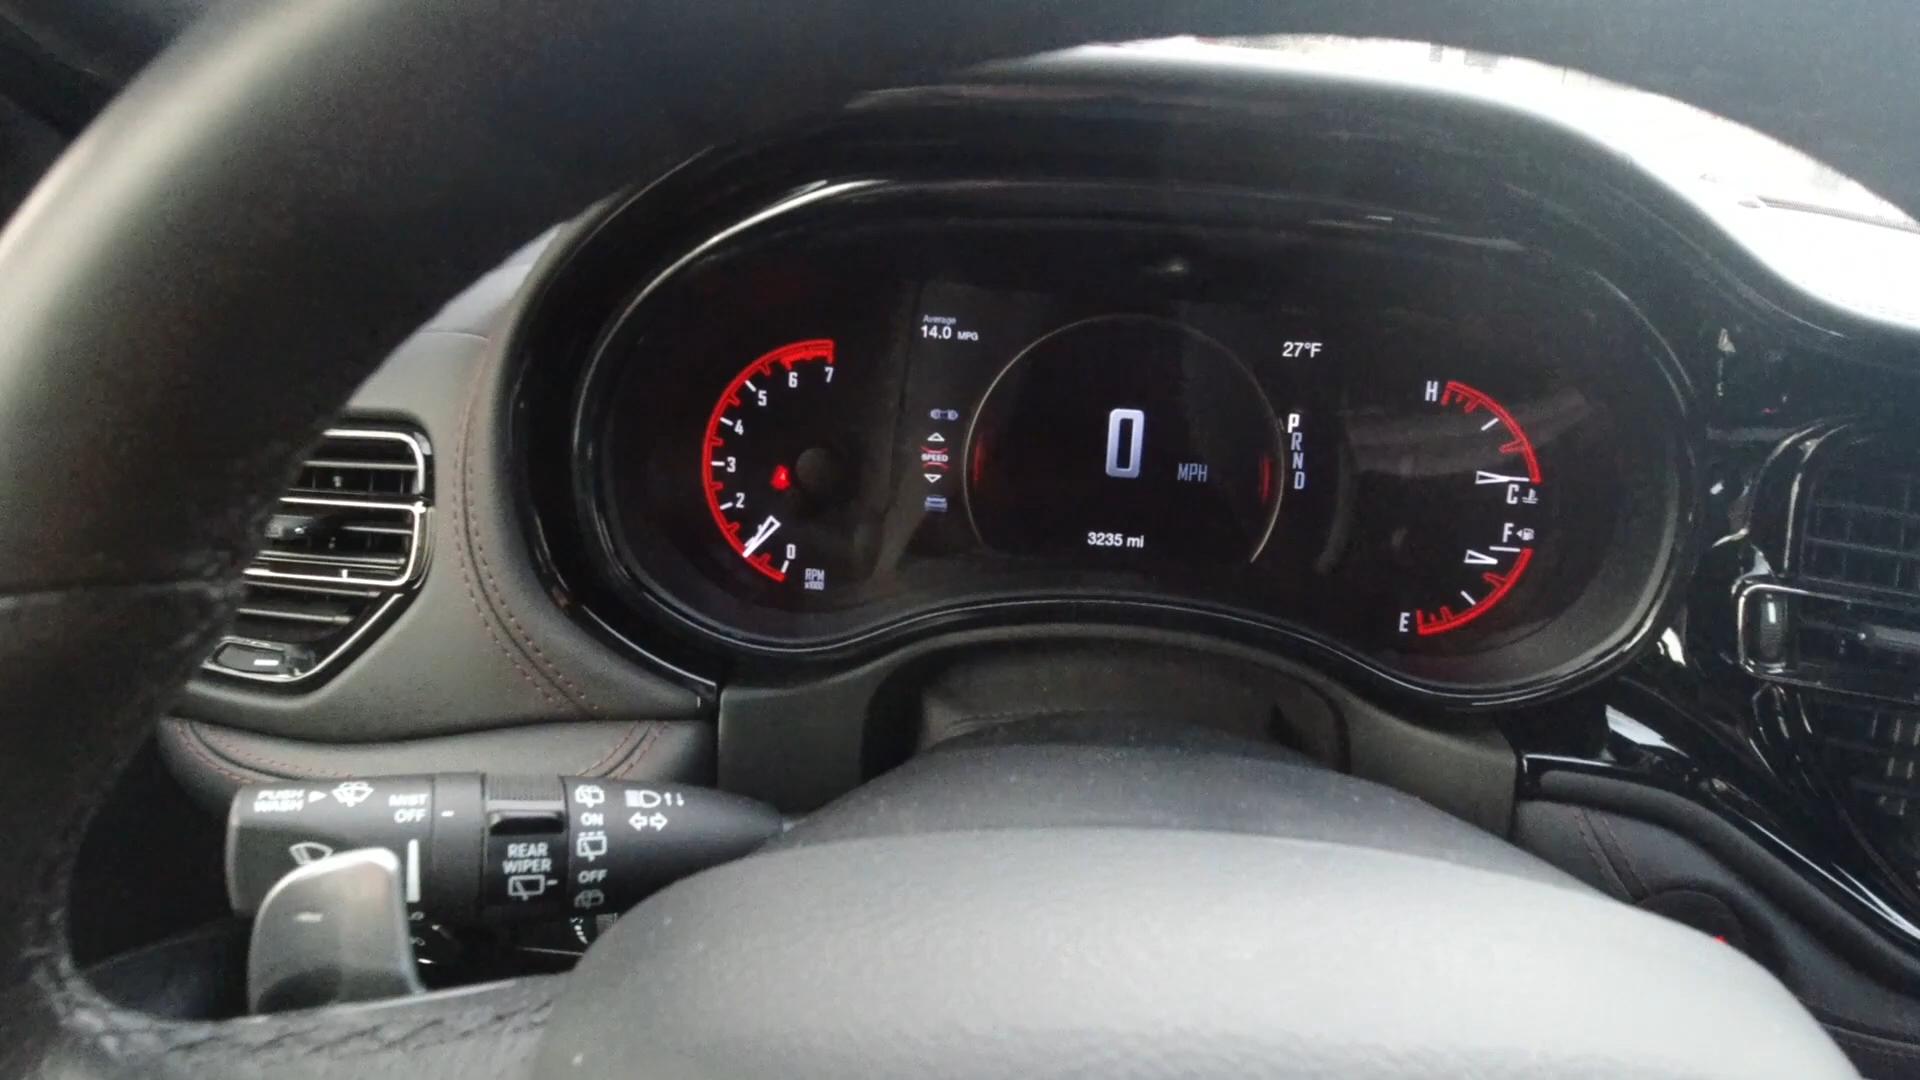 Average
14.0 MPG
27°F
7
6
5
4
3
2
0
RPM
x1000
SPEED
0
MPH
3235 mi
P
R
N
D
H
C
F
E
PUSH
WASH
MIST
OFF
REAR
WIPER
ON
OFF